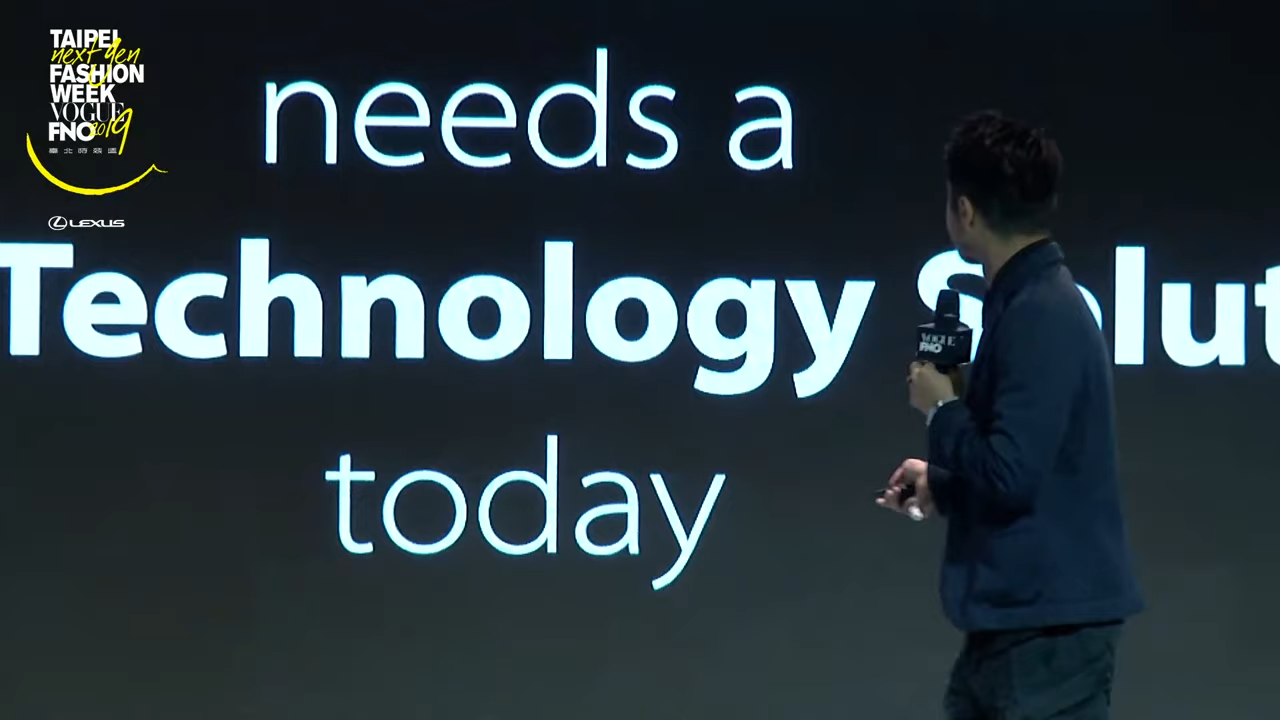 TAIPEI
next gen
FASHION
WEEK
VOGUE
FNO 2019
臺北時裝週
LEXUS
needs a
Technology Solut
today
VOGUE
FNO